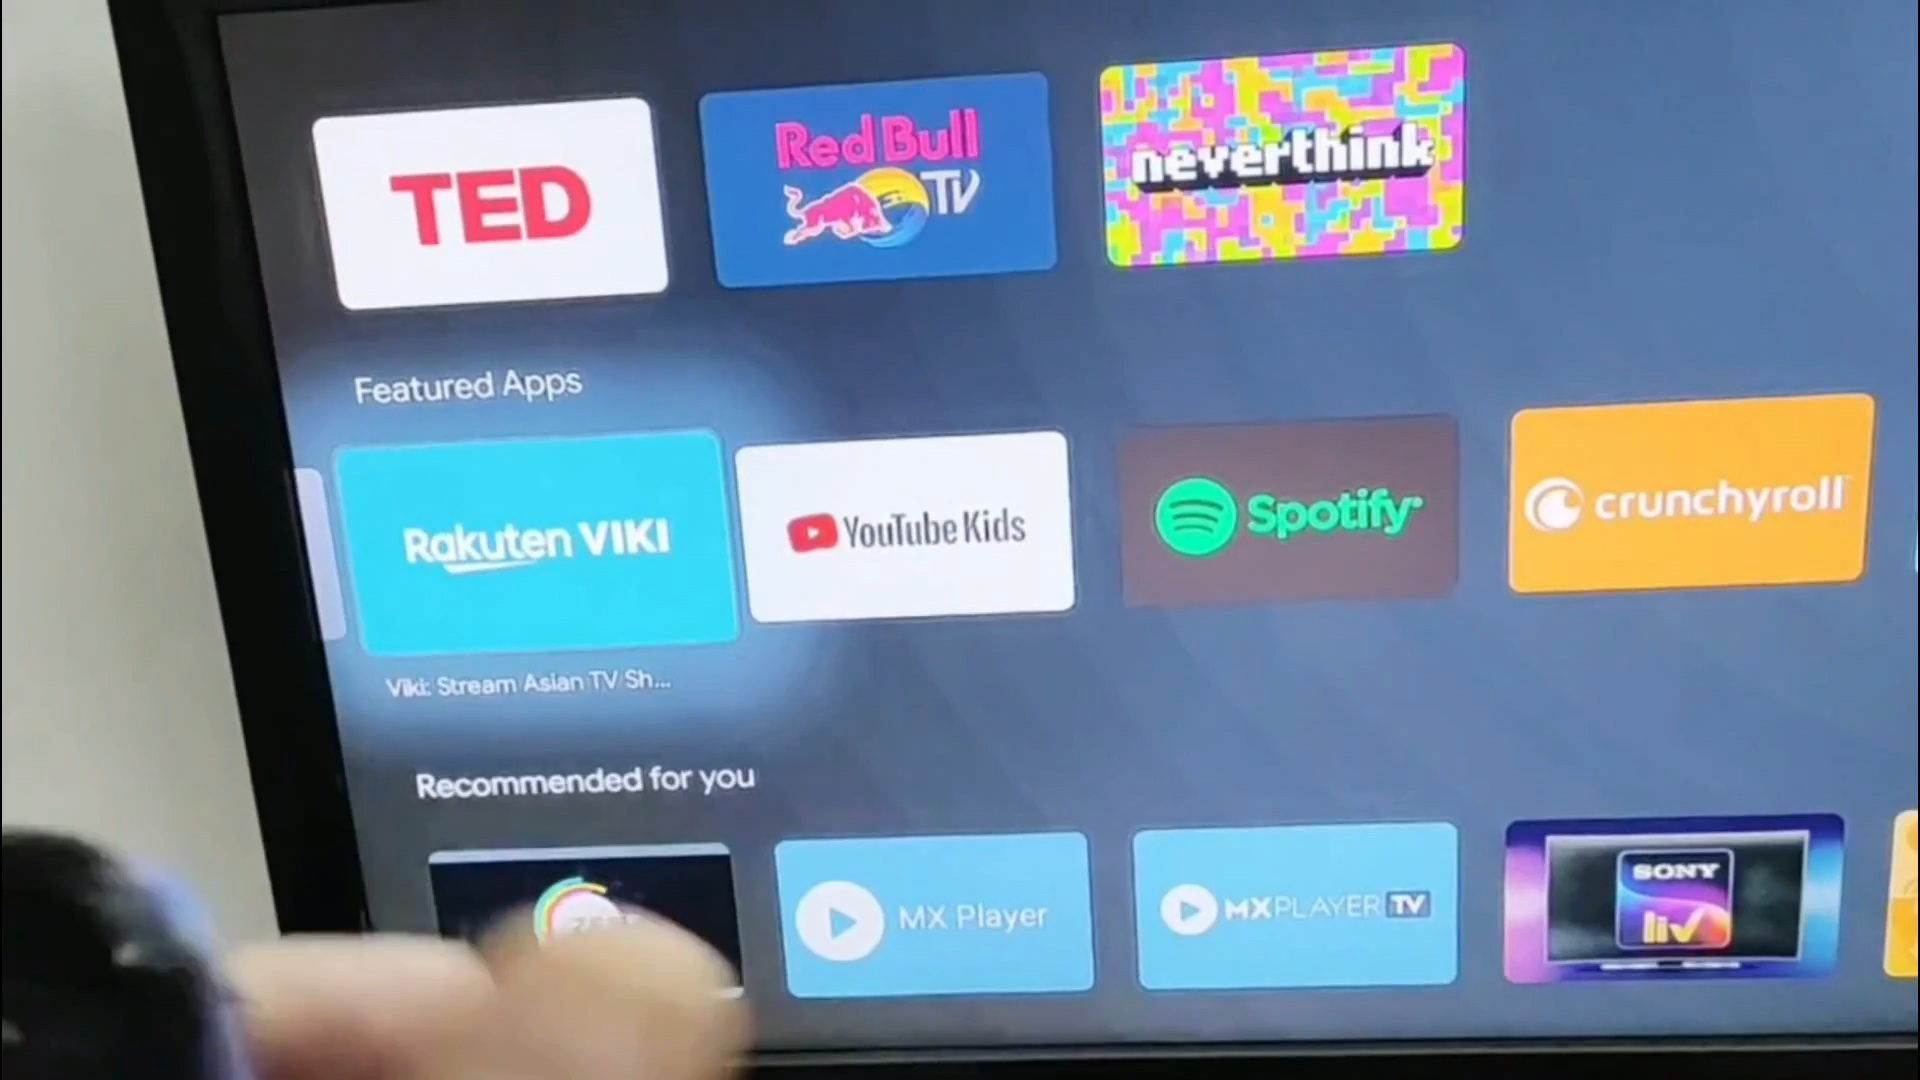 TED
Red Bull
TV
neverthink
Featured Apps
Rakuten VIKI
YouTube Kids
Spotify
crunchyroll
Viki: Stream Asian TV Sh...
Recommended for you
MX Player
MXPLAYER TV
SONY
liv